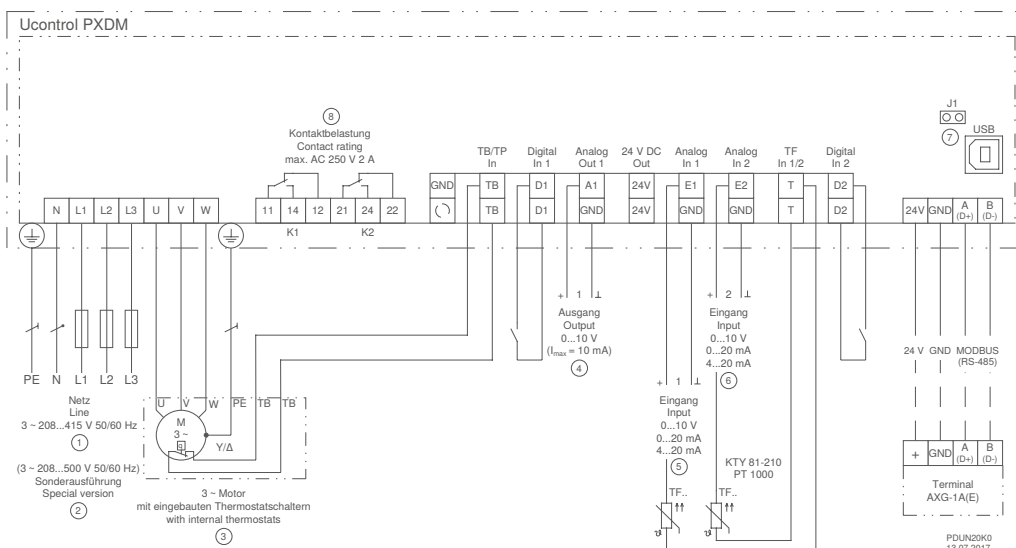 Ucontrol PXDM
J1
7
USB
8
Kontaktbelastung
Contact rating
max. AC 250 V 2 A
TB/TP In
Digital In 1
Analog Out 1
24 V DC Out
Analog In 1
Analog In 2
TF In 1/2
Digital In 2
GND TB D1 A1 24V E1 E2 T D2
N L1 L2 L3 U V W
11 14 12 21 24 22
TB D1 GND 24V GND GND T D2
24V GND A (D+) B (D-)
K1 K2
+ 1 ⊥
Ausgang
Output
0...10 V
(Imax = 10 mA)
4
+ 2 ⊥
Eingang
Input
0...10 V
0...20 mA
4...20 mA
6
24 V GND MODBUS
(RS-485)
PE N L1 L2 L3
Netz
Line
3 ~ 208...415 V 50/60 Hz
1
(3 ~ 208...500 V 50/60 Hz)
Sonderausführung
Special version
2
U V W PE TB TB
M
3 ~
Y/Δ
3 ~ Motor
mit eingebauten Thermostatschaltern
with internal thermostats
3
+ 1 ⊥
Eingang
Input
0...10 V
0...20 mA
4...20 mA
5
KTY 81-210
PT 1000
TF.. TF..
ϑ ϑ
+ GND A (D+) B (D-)
Terminal
AXG-1A(E)
PDUN20K0
13.07.2017